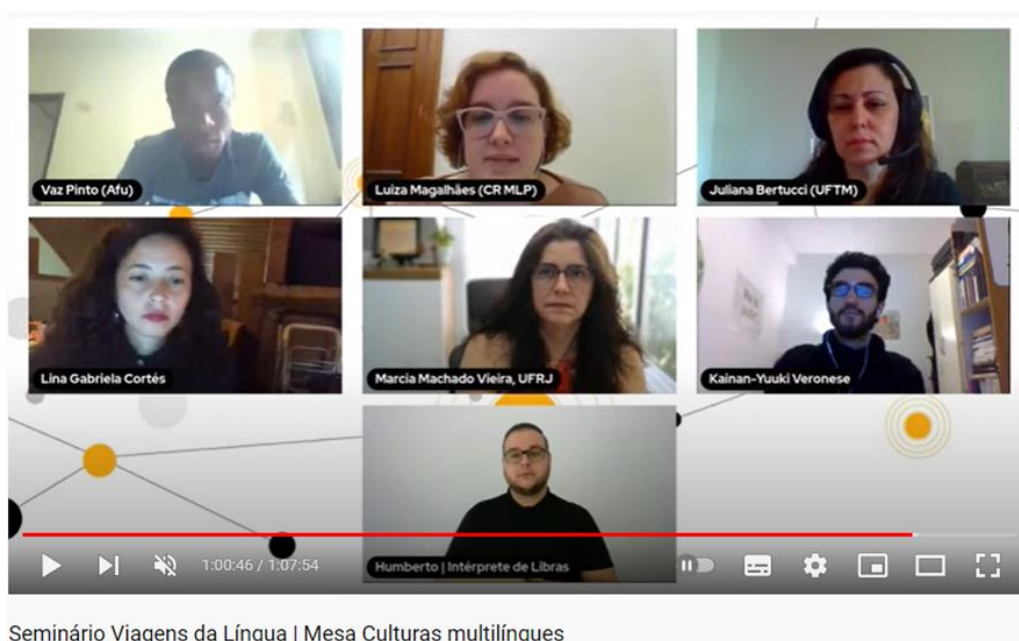 Vaz Pinto (Afu)
Luiza Magalhães (CR MLP)
Juliana Bertucci (UFTM)
Lina Gabriela Cortés
Marcia Machado Vieira, UFRJ
Kainan-Yuuki Veronese
Humberto | Intérprete de Libras
1:00:46 / 1:07:54
Seminário Viagens da Língua | Mesa Culturas multilíngues